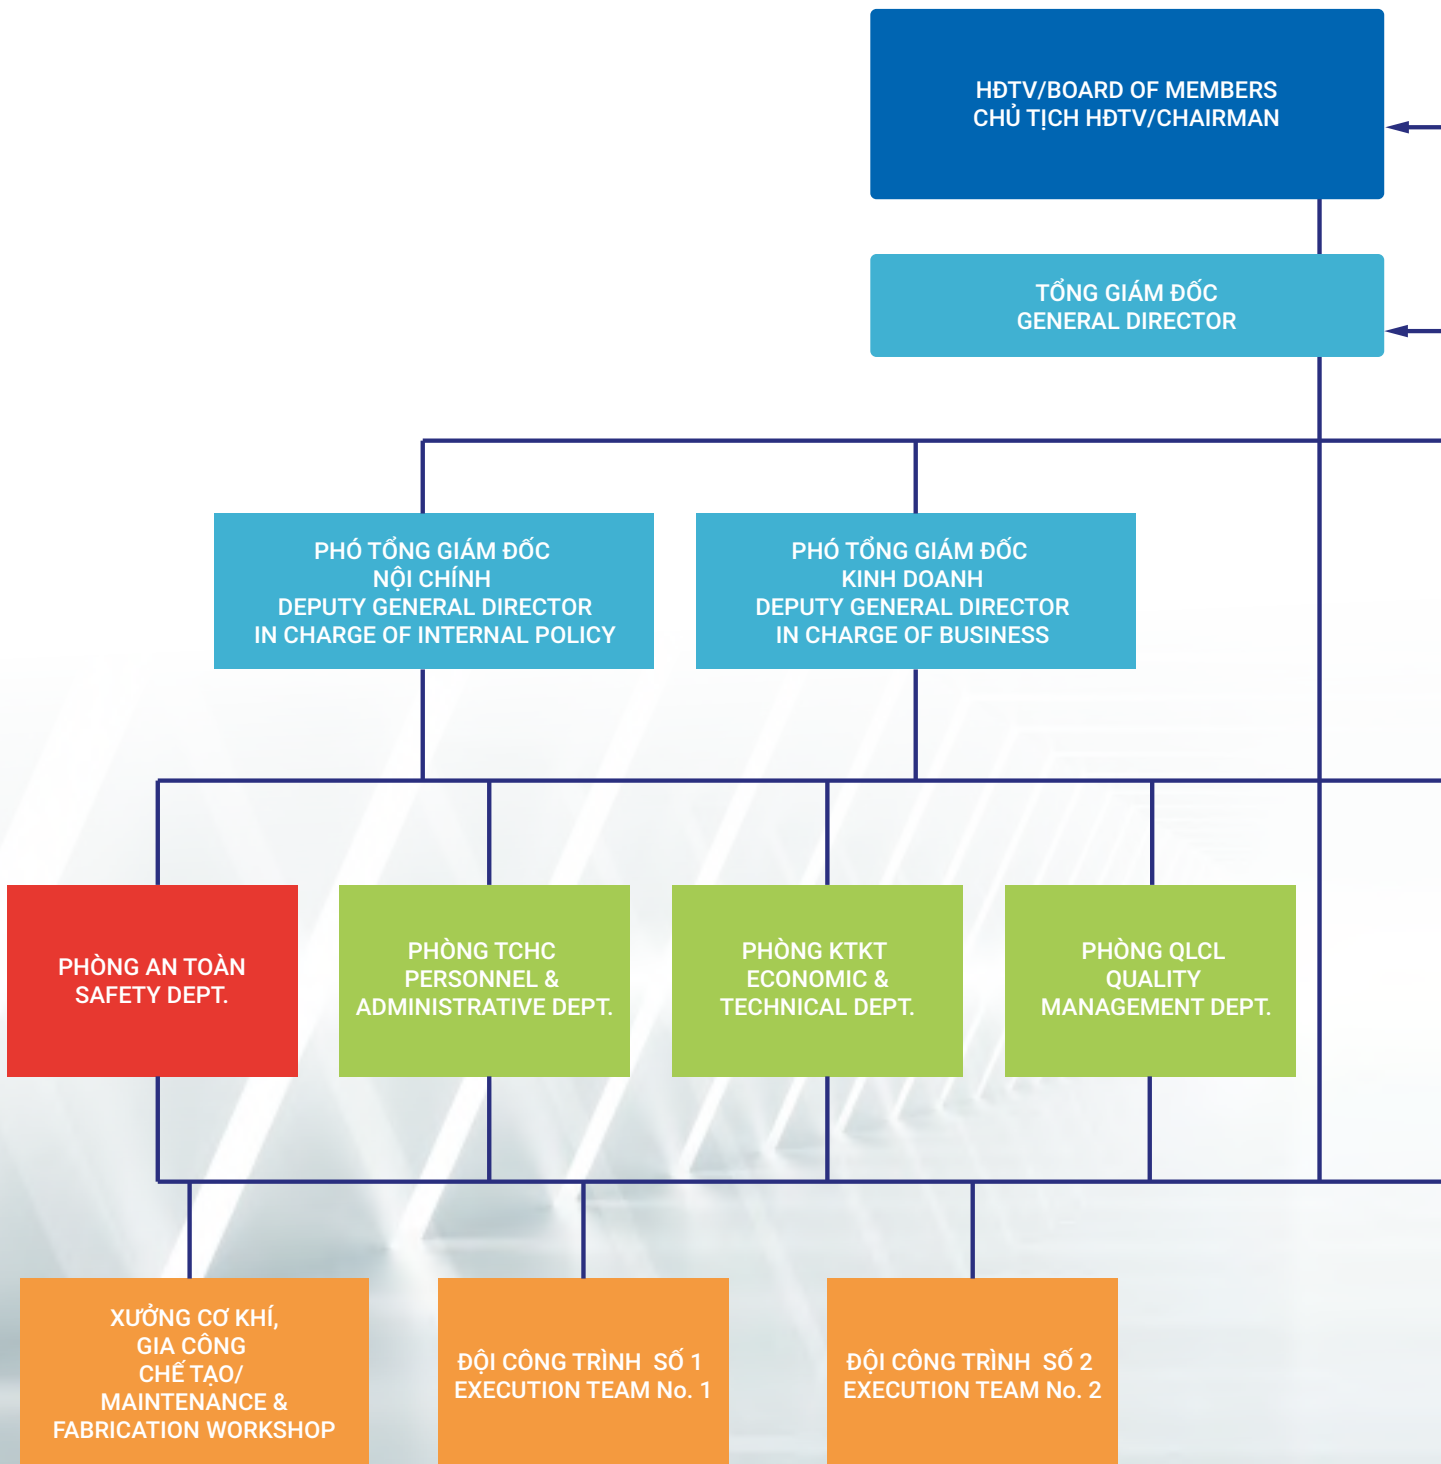 HĐTV/BOARD OF MEMBERS
CHỦ TỊCH HĐTV/CHAIRMAN
TỔNG GIÁM ĐỐC
GENERAL DIRECTOR
PHÓ TỔNG GIÁM ĐỐC
NỘI CHÍNH
DEPUTY GENERAL DIRECTOR
IN CHARGE OF INTERNAL POLICY
PHÓ TỔNG GIÁM ĐỐC
KINH DOANH
DEPUTY GENERAL DIRECTOR
IN CHARGE OF BUSINESS
PHÒNG AN TOÀN
SAFETY DEPT.
PHÒNG TCHC
PERSONNEL &
ADMINISTRATIVE DEPT.
PHÒNG KTKT
ECONOMIC &
TECHNICAL DEPT.
PHÒNG QLCL
QUALITY
MANAGEMENT DEPT.
XƯỞNG CƠ KHÍ,
GIA CÔNG
CHẾ TẠO/
MAINTENANCE &
FABRICATION WORKSHOP
ĐỘI CÔNG TRÌNH SỐ 1
EXECUTION TEAM No. 1
ĐỘI CÔNG TRÌNH SỐ 2
EXECUTION TEAM No. 2